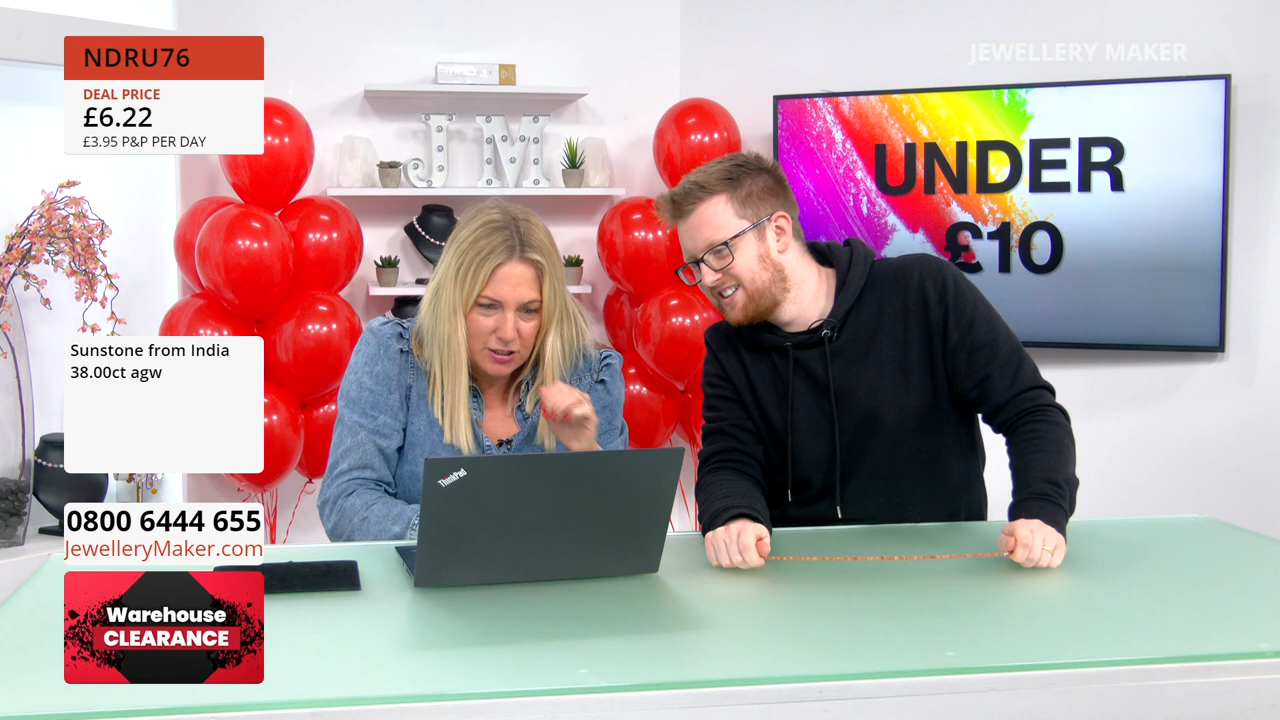 NDRU76
DEAL PRICE
£6.22
£3.95 P&P PER DAY
JEWELLERY MAKER
JM
UNDER
£10
Sunstone from India
38.00ct agw
ThinkPad
0800 6444 655
JewelleryMaker.com
Warehouse
CLEARANCE